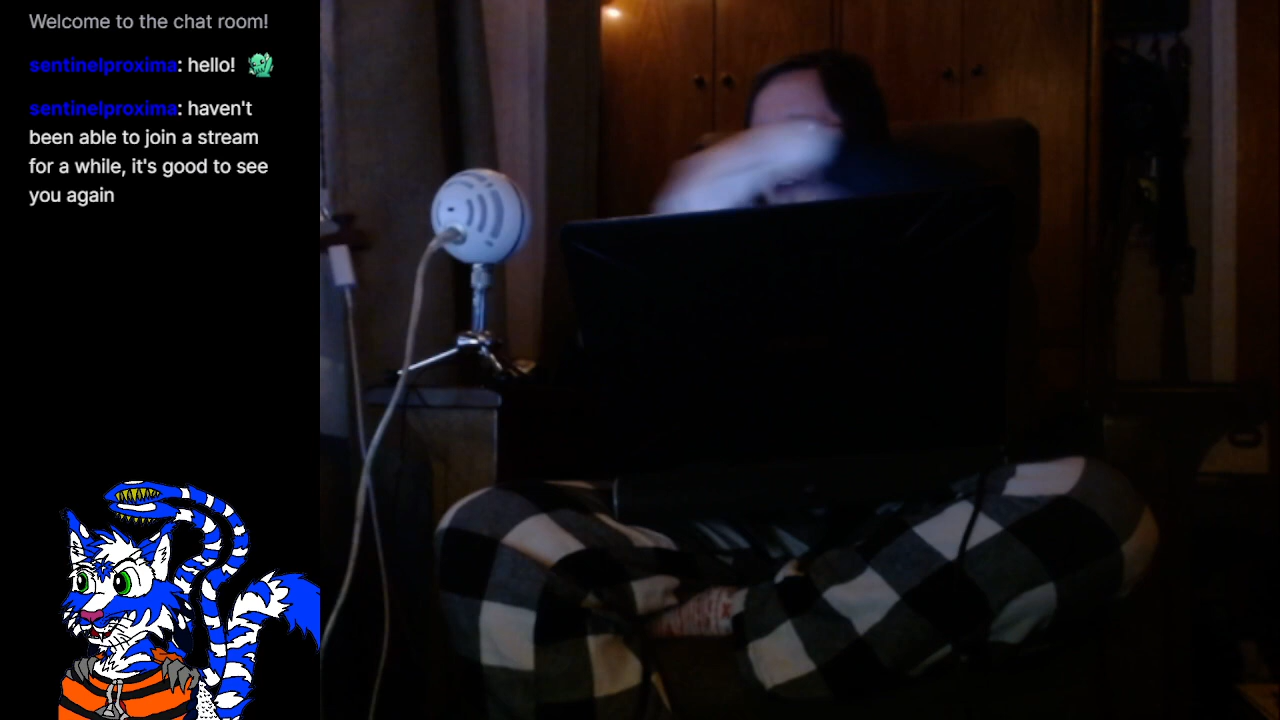 Welcome to the chat room!
sentinelproxima: hello!
sentinelproxima: haven't
been able to join a stream
for a while, it's good to see
you again